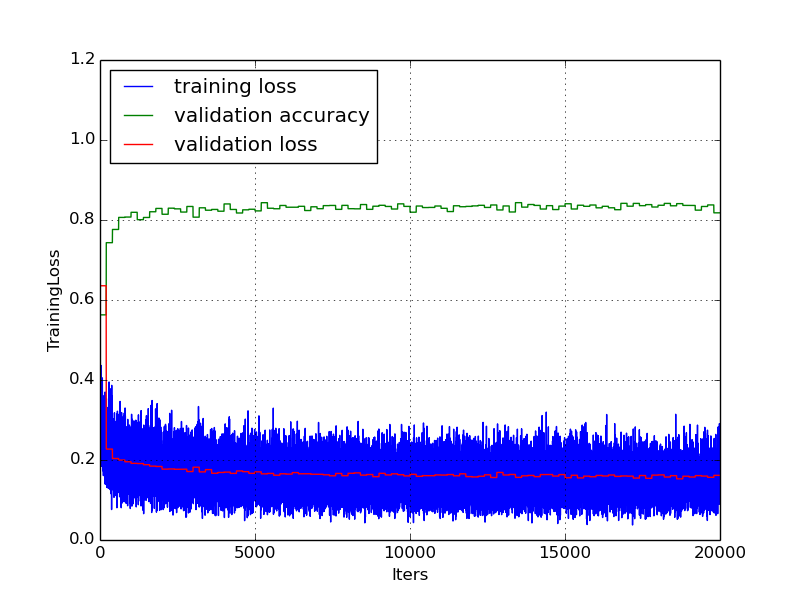 1.2
1.0
0.8
0.6
0.4
0.2
0.0
TrainingLoss
training loss
validation accuracy
validation loss
0 5000 10000 15000 20000
Iters